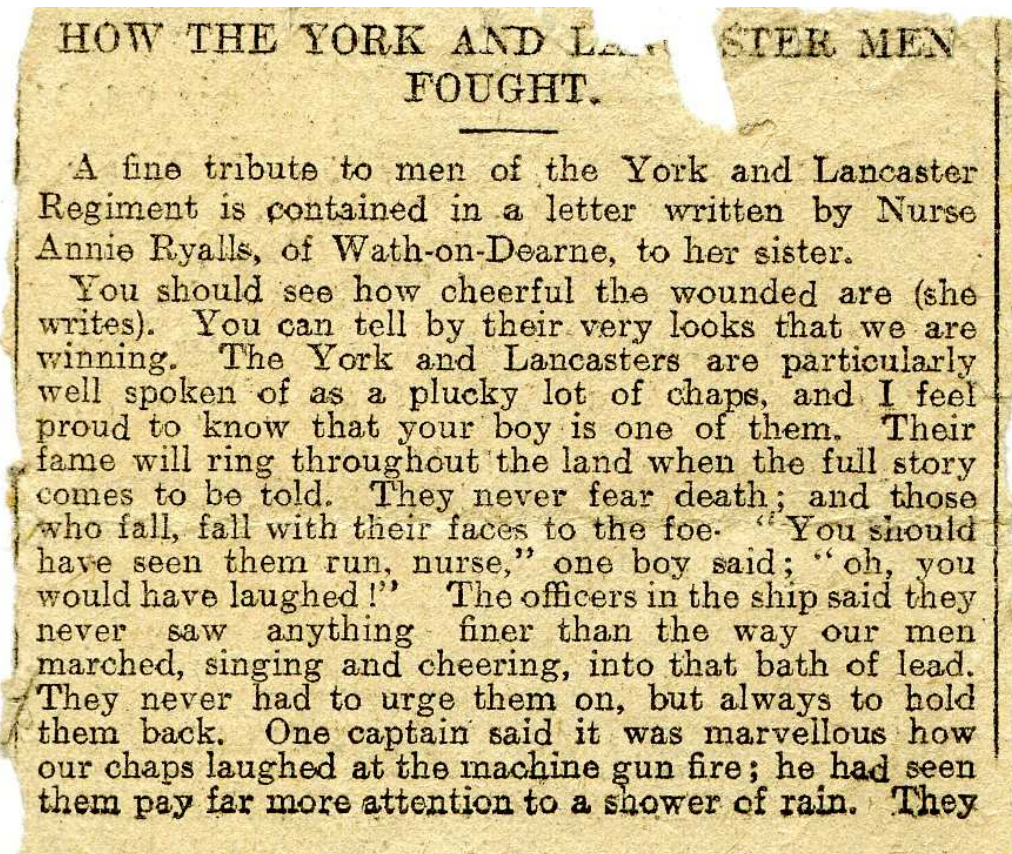 HOW THE YORK AND LANCASTER MEN
FOUGHT.
A fine tribute to men of the York and Lancaster
Regiment is contained in a letter written by Nurse
Annie Ryalls, of Wath-on-Dearne, to her sister.
You should see how cheerful the wounded are (she
writes). You can tell by their very looks that we are
winning. The York and Lancasters are particularly
well spoken of as a plucky lot of chaps, and I feel
proud to know that your boy is one of them. Their
fame will ring throughout the land when the full story
comes to be told. They never fear death; and those
who fall, fall with their faces to the foe. "You should
have seen them run, nurse," one boy said; "oh, you
would have laughed!" The officers in the ship said they
never saw anything finer than the way our men
marched, singing and cheering, into that bath of lead.
They never had to urge them on, but always to hold
them back. One captain said it was marvellous how
our chaps laughed at the machine gun fire; he had seen
them pay far more attention to a shower of rain. They